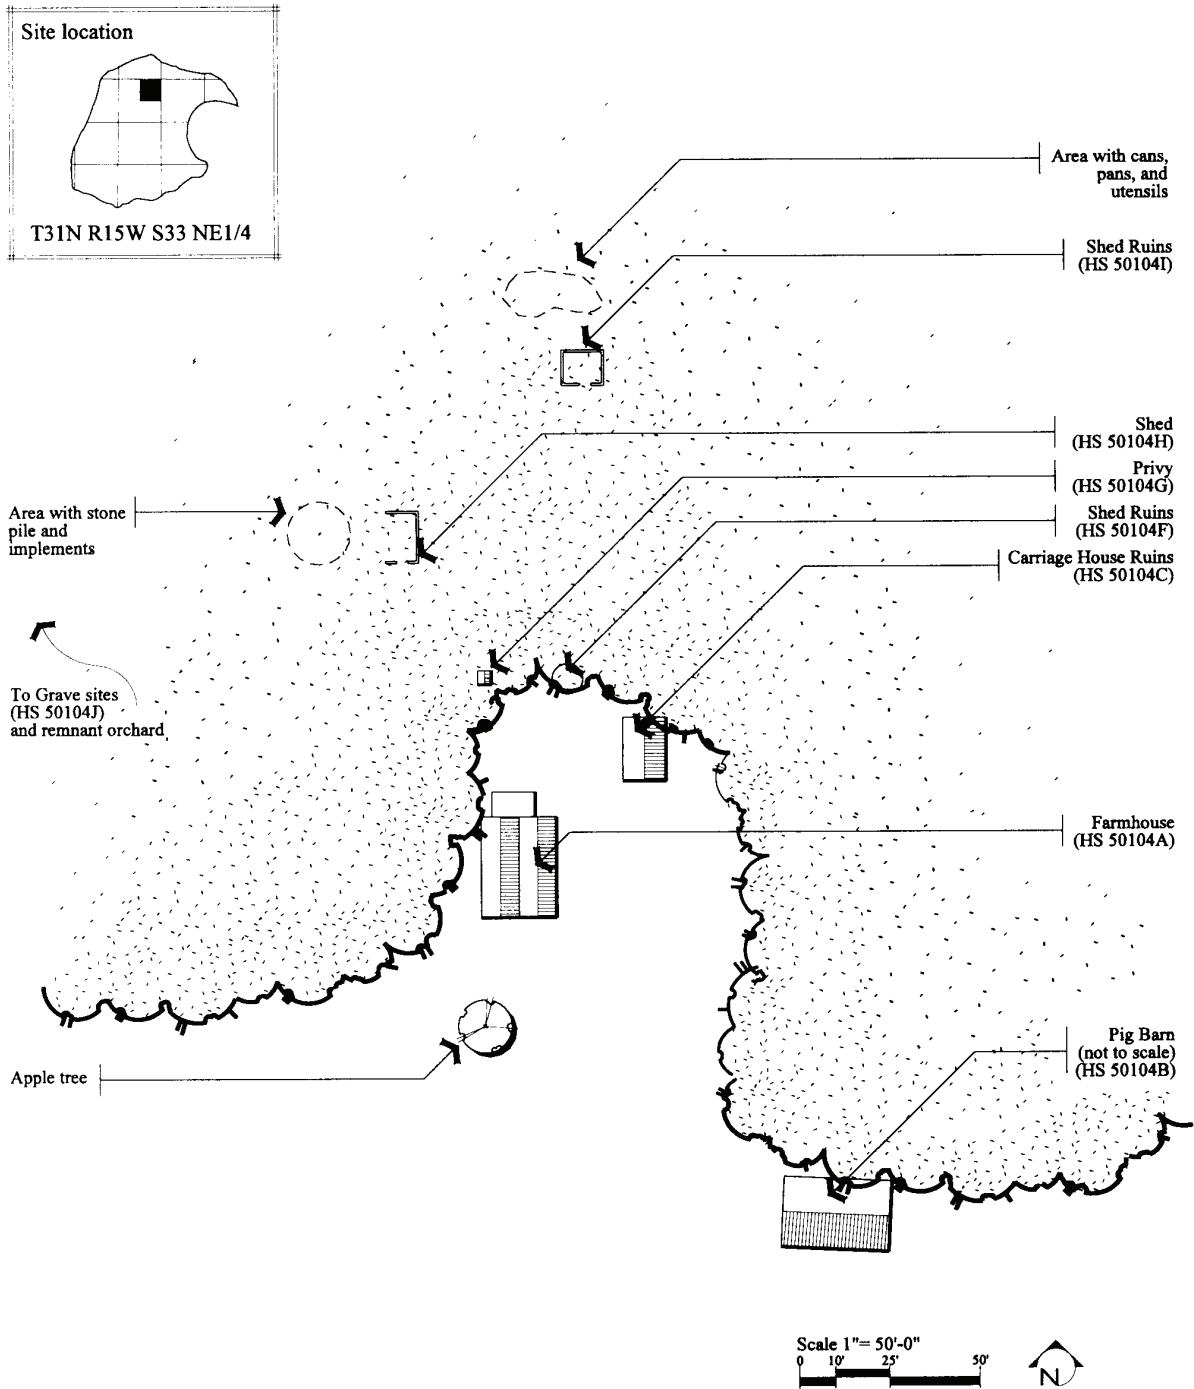 Site location
T31N R15W S33 NE1/4
Area with cans,
pans, and
utensils
Shed Ruins
(HS 50104I)
Shed
(HS 50104H)
Privy
(HS 50104G)
Area with stone
pile and
implements
Shed Ruins
(HS 50104F)
Carriage House Ruins
(HS 50104C)
To Grave sites
(HS 50104J)
and remnant orchard
Farmhouse
(HS 50104A)
Pig Barn
(not to scale)
(HS 50104B)
Apple tree
Scale 1"= 50'-0"
0 10' 25' 50'
N